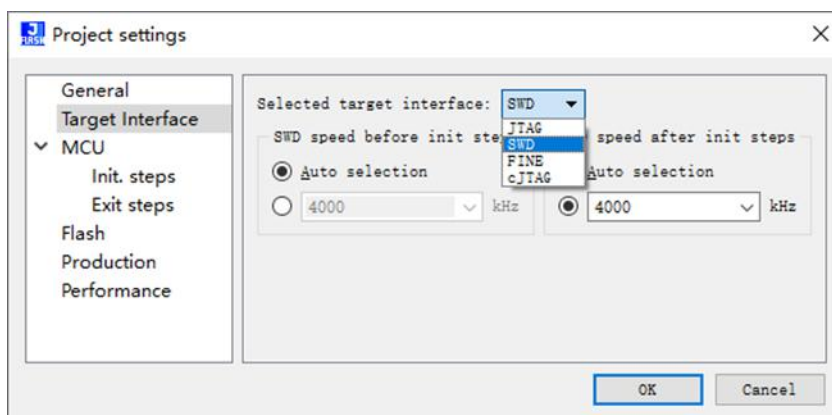 J
FLASH
Project settings
General
Target Interface
MCU
Init. steps
Exit steps
Flash
Production
Performance
Selected target interface: SWD
JTAG
SWD
FINE
cJTAG
SWD speed before init ste
Auto selection
4000 kHz
speed after init steps
Auto selection
4000 kHz
OK
Cancel